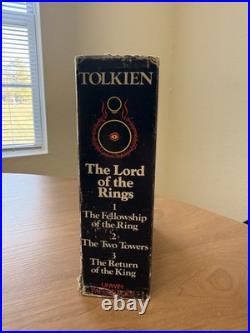 TOLKIEN
The Lord
of the
Rings
1
The Fellowship
of the Ring
2
The Two Towers
3
The Return
of the King
UNWIN